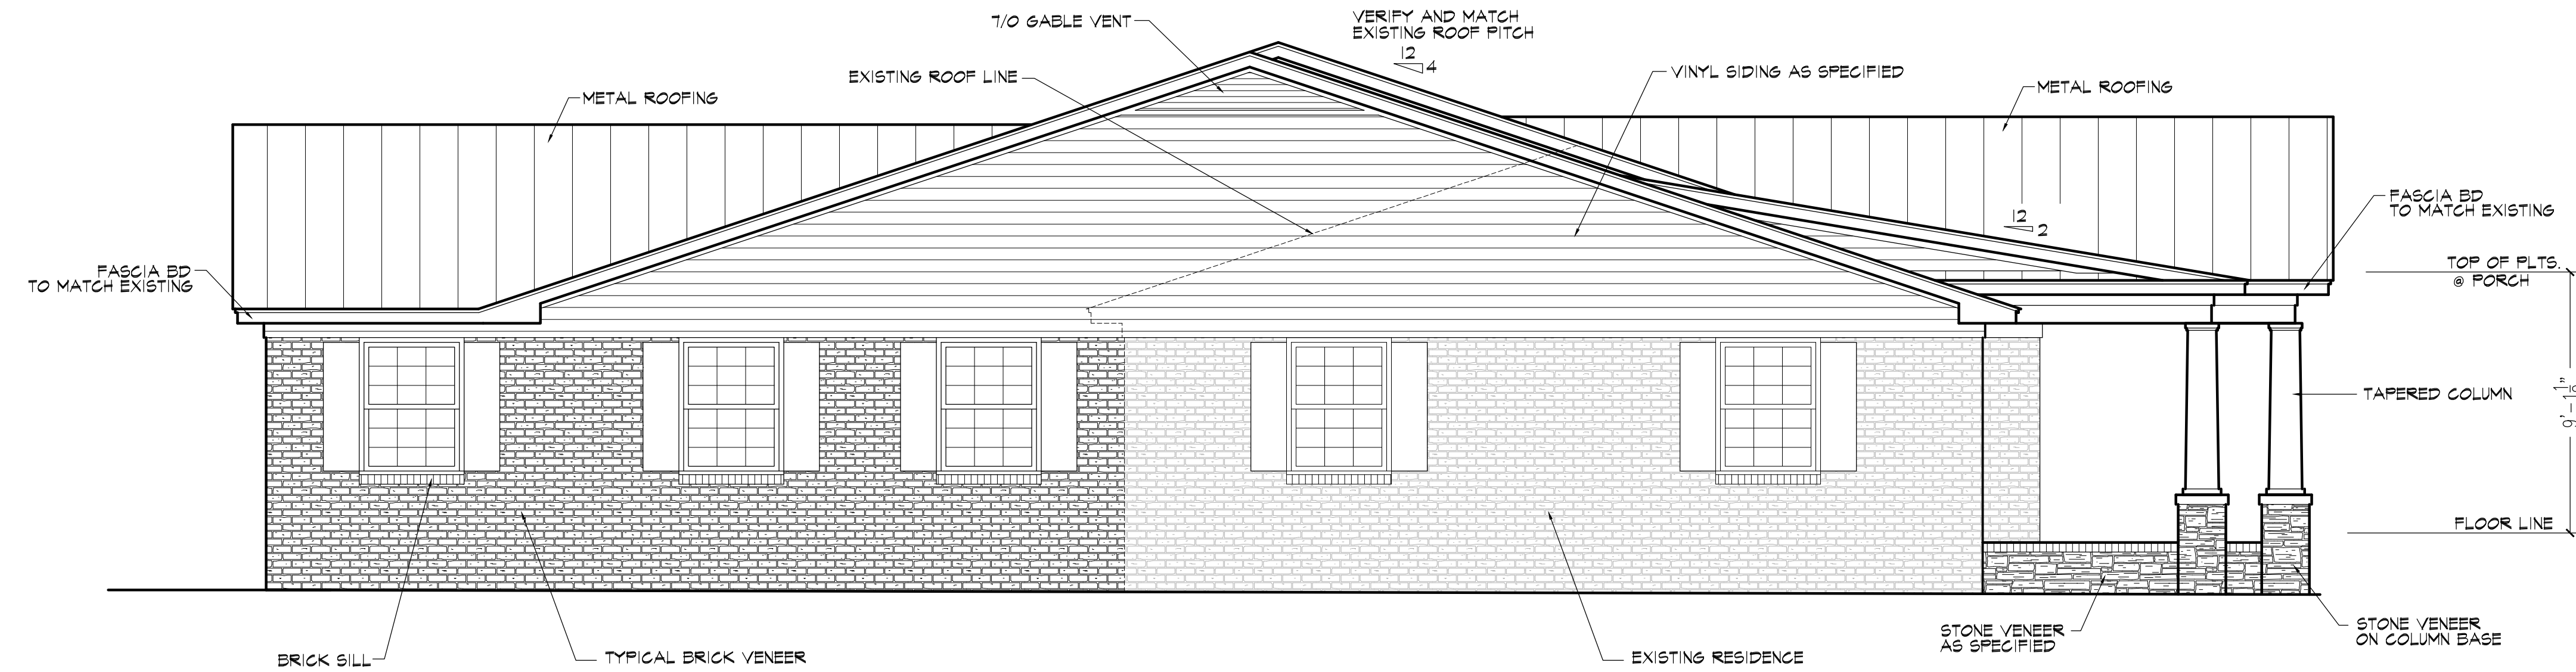 7/0 GABLE VENT
VERIFY AND MATCH
EXISTING ROOF PITCH
12
4
EXISTING ROOF LINE
VINYL SIDING AS SPECIFIED
METAL ROOFING
METAL ROOFING
FASCIA BD
TO MATCH EXISTING
12
2
FASCIA BD
TO MATCH EXISTING
TOP OF PLTS.
@ PORCH
TAPERED COLUMN
FLOOR LINE
STONE VENEER
AS SPECIFIED
STONE VENEER
ON COLUMN BASE
BRICK SILL
TYPICAL BRICK VENEER
EXISTING RESIDENCE